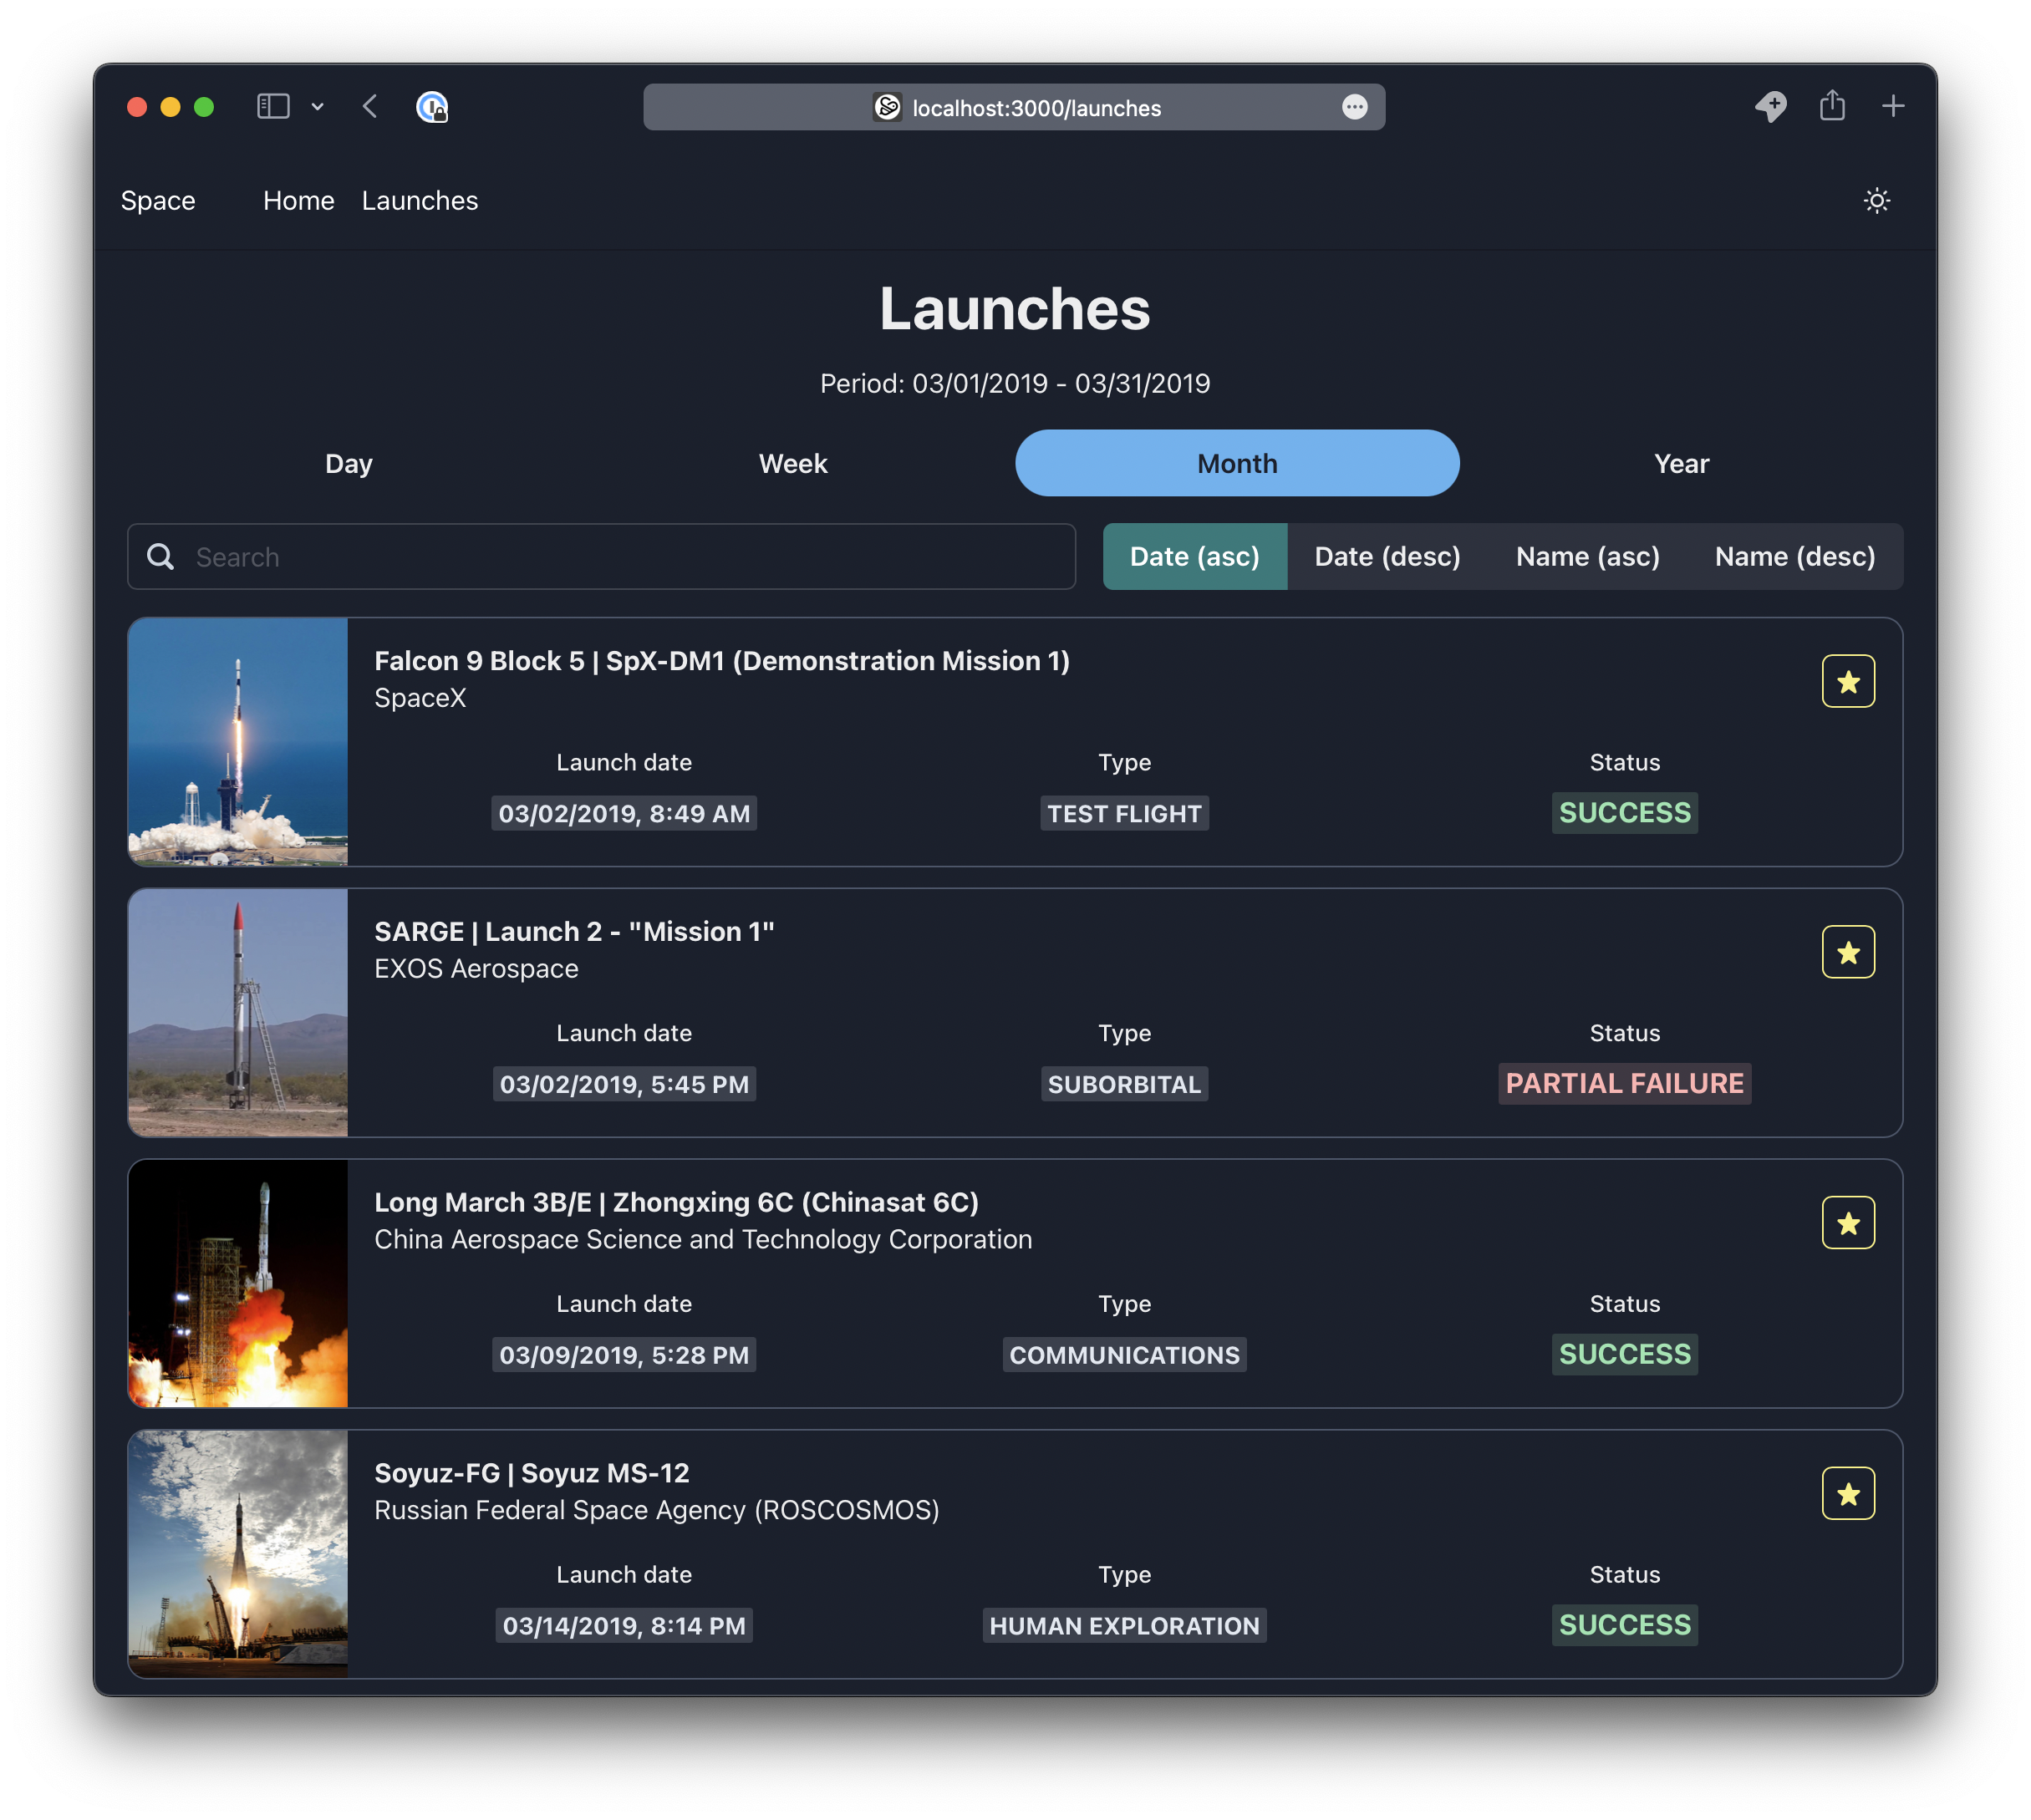 localhost:3000/launches
Space Home Launches
Launches
Period: 03/01/2019 - 03/31/2019
Day Week Month Year
Search Date (asc) Date (desc) Name (asc) Name (desc)
Falcon 9 Block 5 | SpX-DM1 (Demonstration Mission 1)
SpaceX
Launch date Type Status
03/02/2019, 8:49 AM TEST FLIGHT SUCCESS
SARGE | Launch 2 - "Mission 1"
EXOS Aerospace
Launch date Type Status
03/02/2019, 5:45 PM SUBORBITAL PARTIAL FAILURE
Long March 3B/E | Zhongxing 6C (Chinasat 6C)
China Aerospace Science and Technology Corporation
Launch date Type Status
03/09/2019, 5:28 PM COMMUNICATIONS SUCCESS
Soyuz-FG | Soyuz MS-12
Russian Federal Space Agency (ROSCOSMOS)
Launch date Type Status
03/14/2019, 8:14 PM HUMAN EXPLORATION SUCCESS